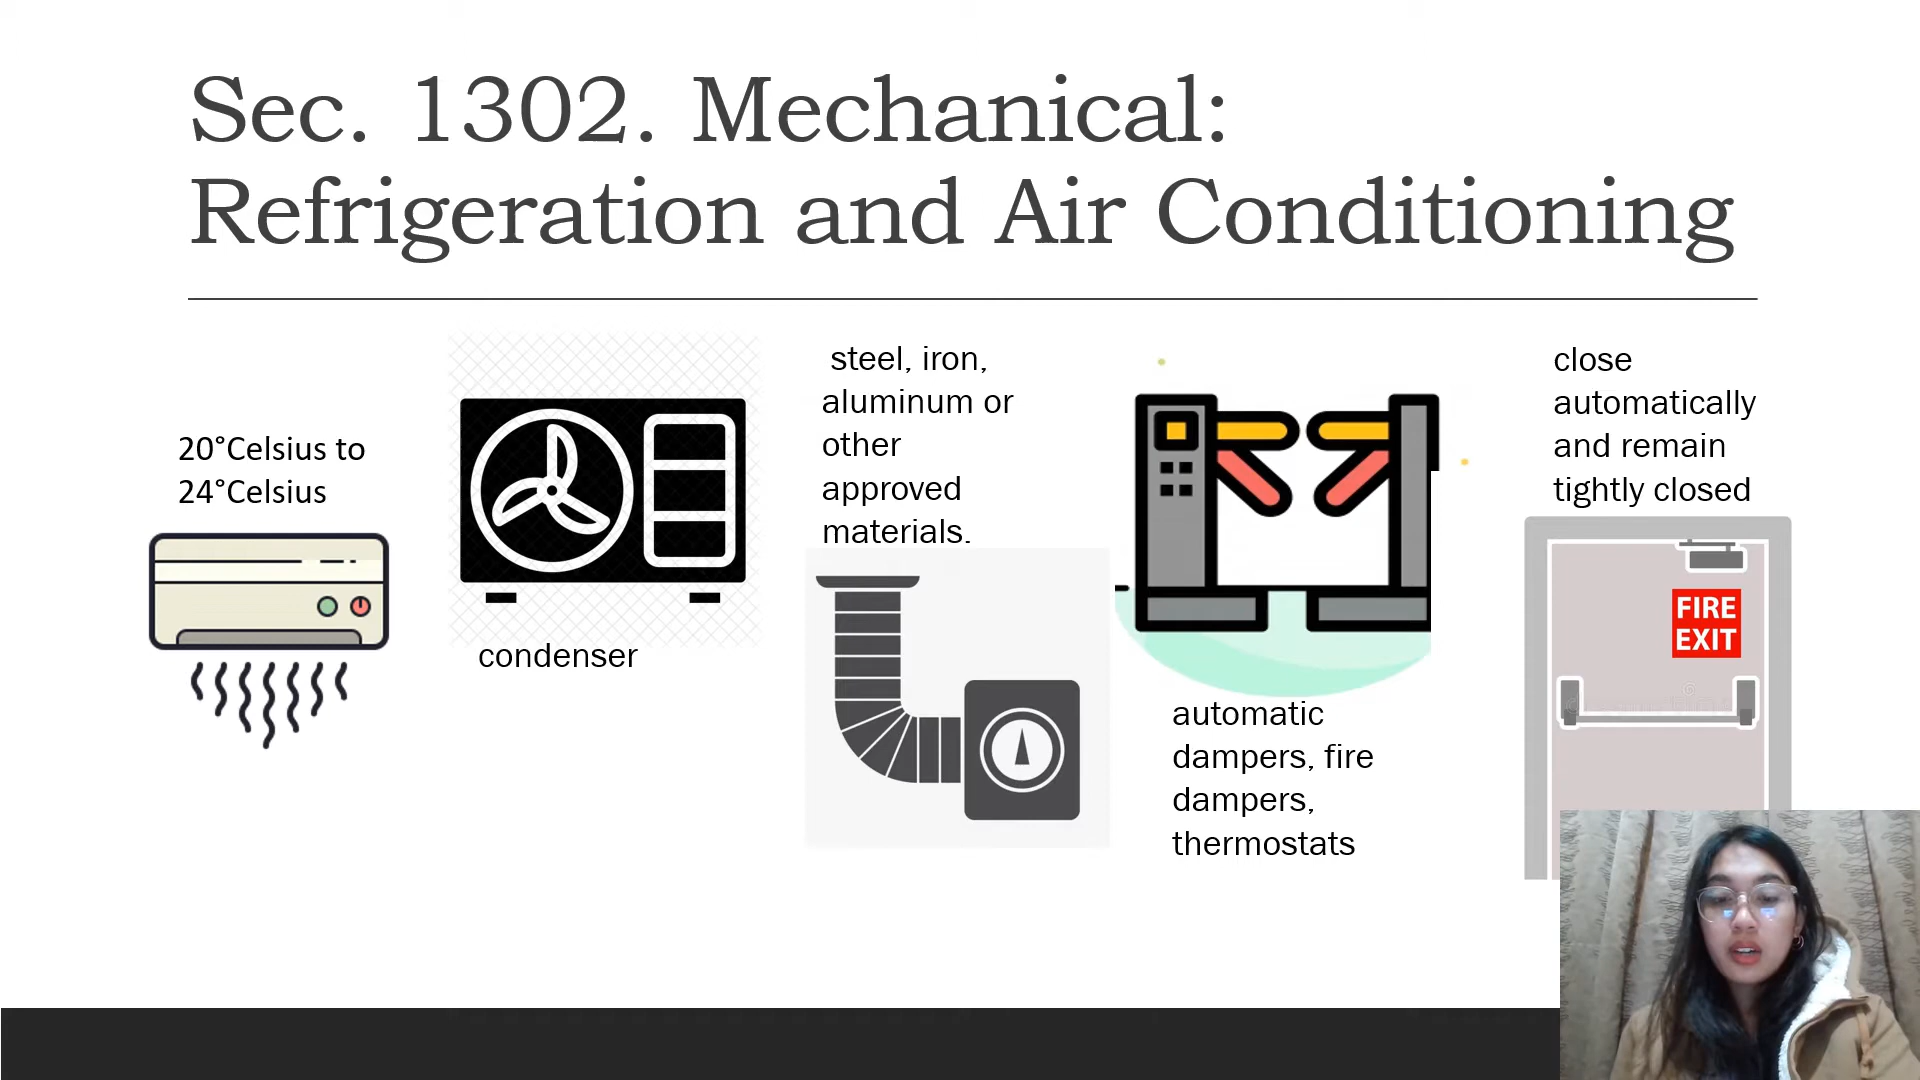 Sec. 1302. Mechanical:
Refrigeration and Air Conditioning
20°Celsius to
24°Celsius
condenser
steel, iron,
aluminum or
other
approved
materials.
automatic
dampers, fire
dampers,
thermostats
close
automatically
and remain
tightly closed
FIRE
EXIT